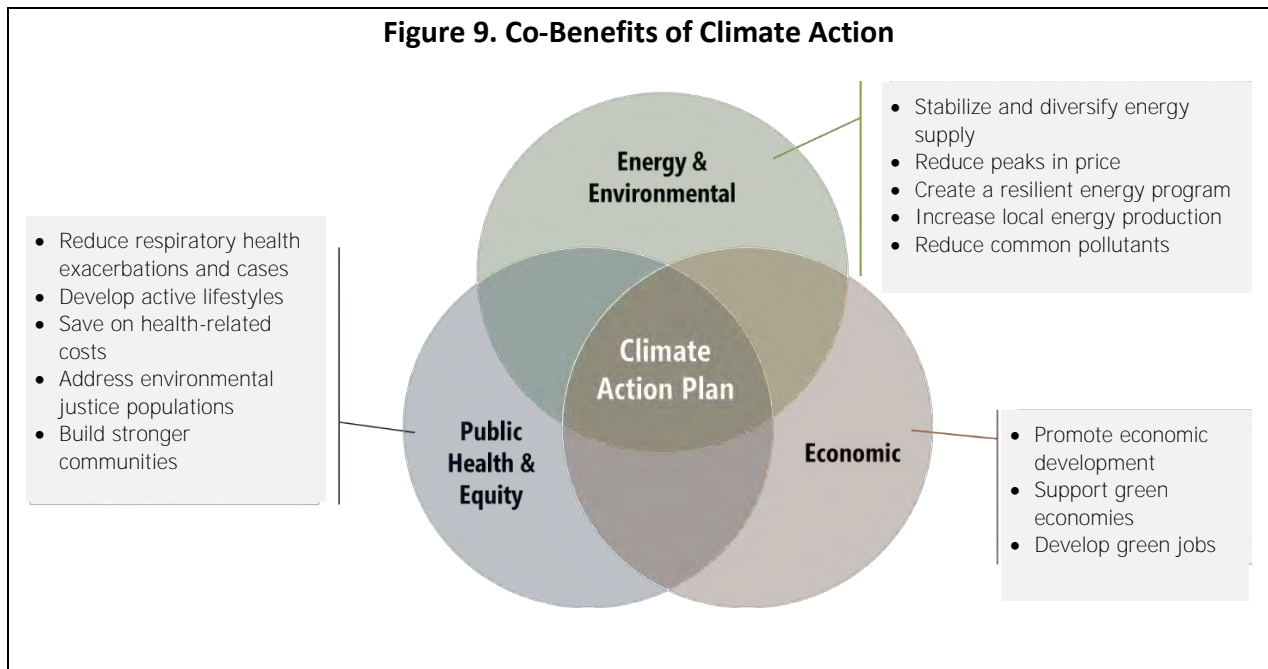 Figure 9. Co-Benefits of Climate Action
• Stabilize and diversify energy
supply
• Reduce peaks in price
• Create a resilient energy program
• Increase local energy production
• Reduce common pollutants
Energy &
Environmental
• Reduce respiratory health
exacerbations and cases
• Develop active lifestyles
• Save on health-related
costs
• Address environmental
justice populations
• Build stronger
communities
Climate
Action Plan
Public
Health &
Equity
Economic
• Promote economic
development
• Support green
economies
• Develop green jobs